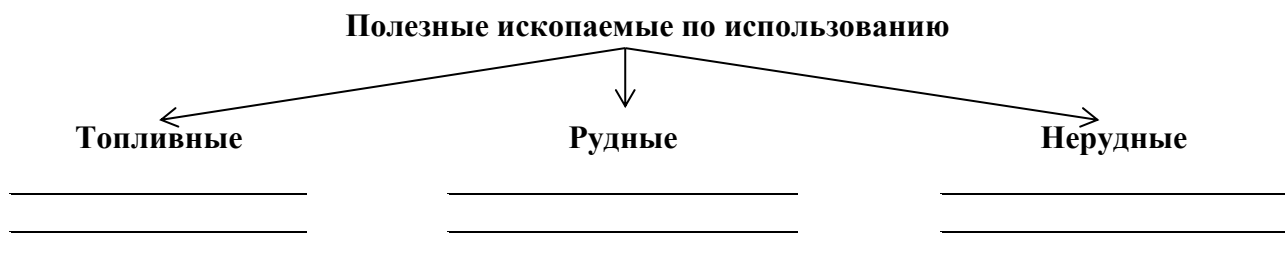 Полезные ископаемые по использованию
Топливные Рудные Нерудные